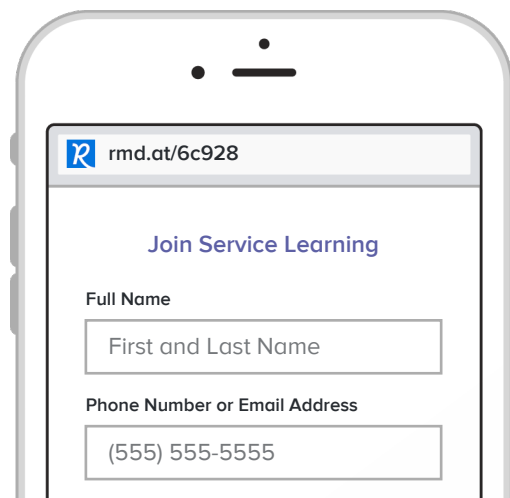 rmd.at/6c928
Join Service Learning
Full Name
First and Last Name
Phone Number or Email Address
(555) 555-5555